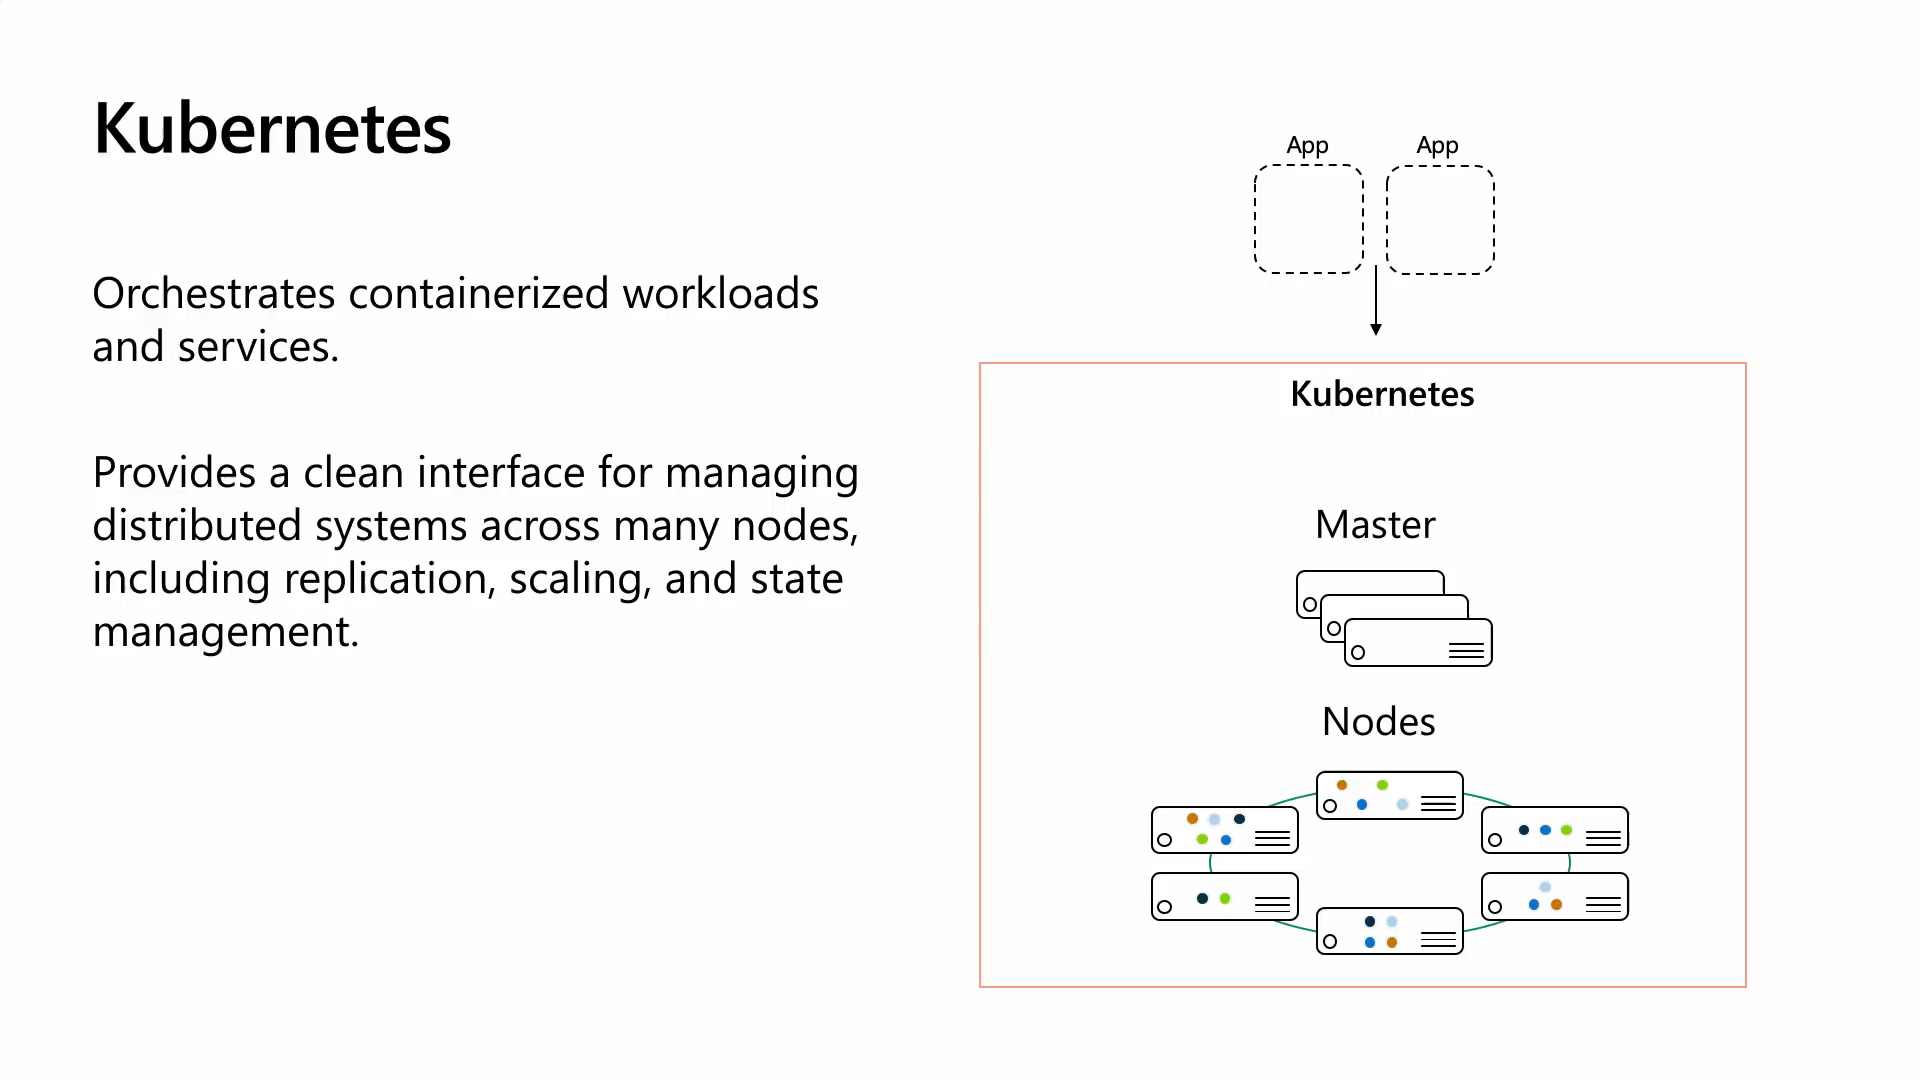 Kubernetes
Orchestrates containerized workloads
and services.
Provides a clean interface for managing
distributed systems across many nodes,
including replication, scaling, and state
management.
App
App
Kubernetes
Master
Nodes